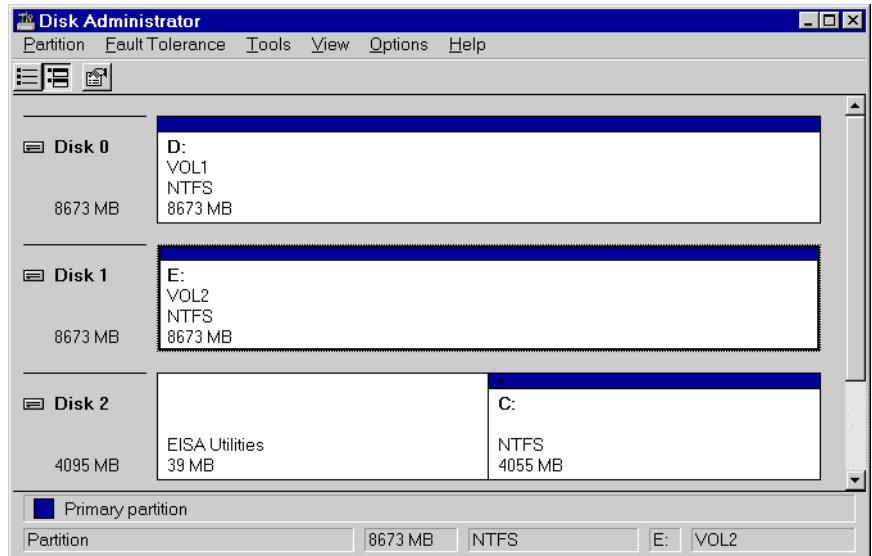 Disk Administrator
Partition Fault Tolerance Tools View Options Help
Disk 0
8673 MB
D:
VOL1
NTFS
8673 MB
Disk 1
8673 MB
E:
VOL2
NTFS
8673 MB
Disk 2
4095 MB
EISA Utilities
39 MB
C:
NTFS
4055 MB
Primary partition
Partition 8673 MB NTFS E: VOL2